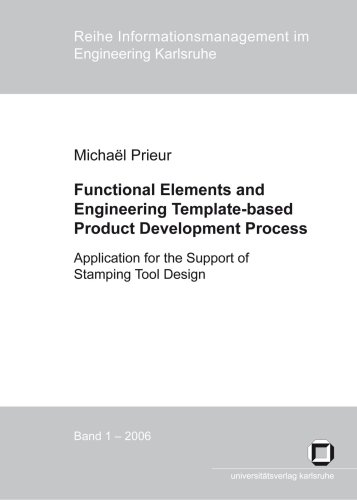 Reihe Informationsmanagement im
Engineering Karlsruhe
Michaël Prieur
Functional Elements and
Engineering Template-based
Product Development Process
Application for the Support of
Stamping Tool Design
Band 1 – 2006
universitätsverlag karlsruhe